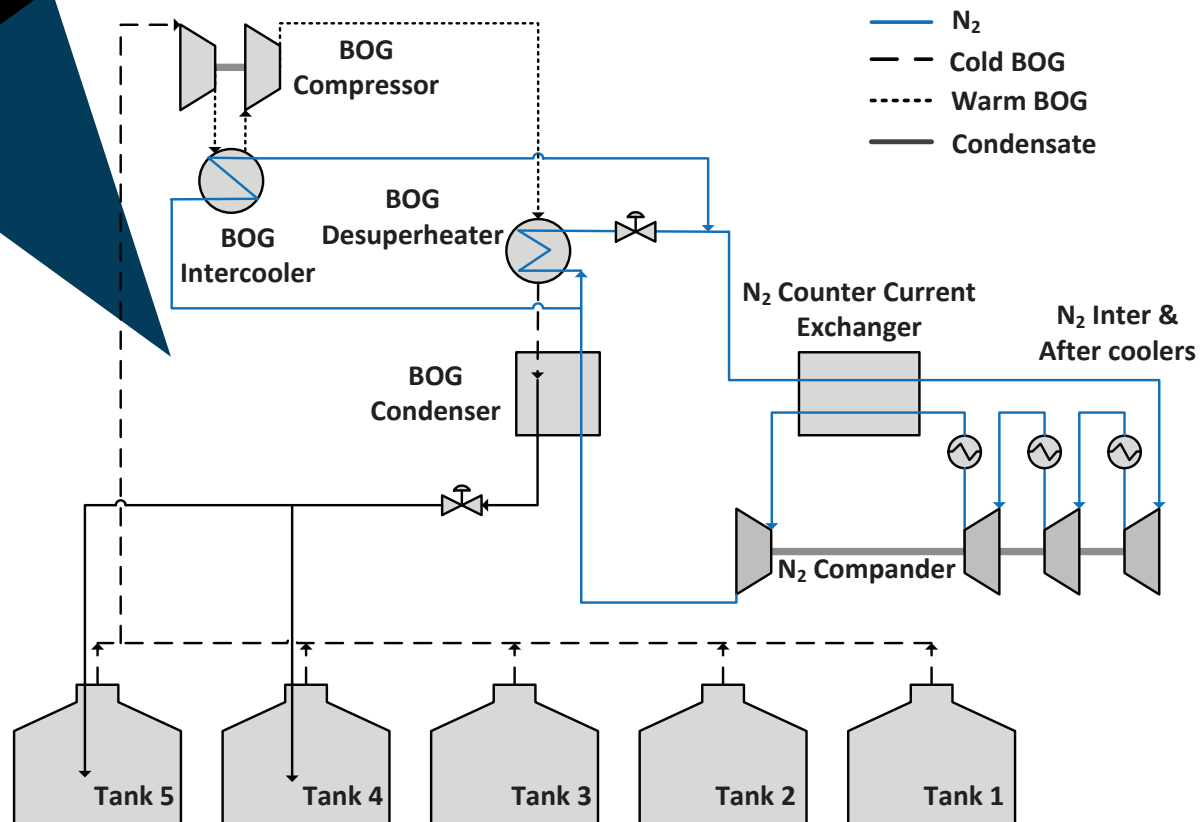 BOG
Compressor
N₂
Cold BOG
Warm BOG
Condensate
BOG
Desuperheater
BOG
Intercooler
N₂ Counter Current
Exchanger
N₂ Inter &
After coolers
BOG
Condenser
N₂ Compander
Tank 5
Tank 4
Tank 3
Tank 2
Tank 1